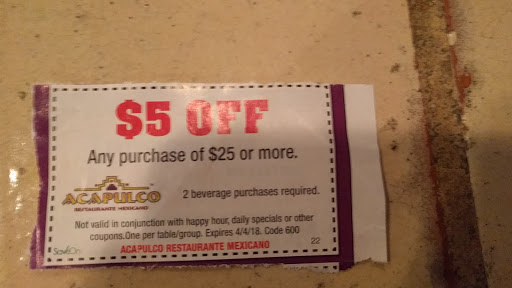 $5 OFF
Any purchase of $25 or more.
ACAPULCO
RESTAURANTE MEXICANO
2 beverage purchases required.
Not valid in conjunction with happy hour, daily specials or other
coupons.One per table/group. Expires 4/4/18. Code 600
ACAPULCO RESTAURANTE MEXICANO
22
SaveOn